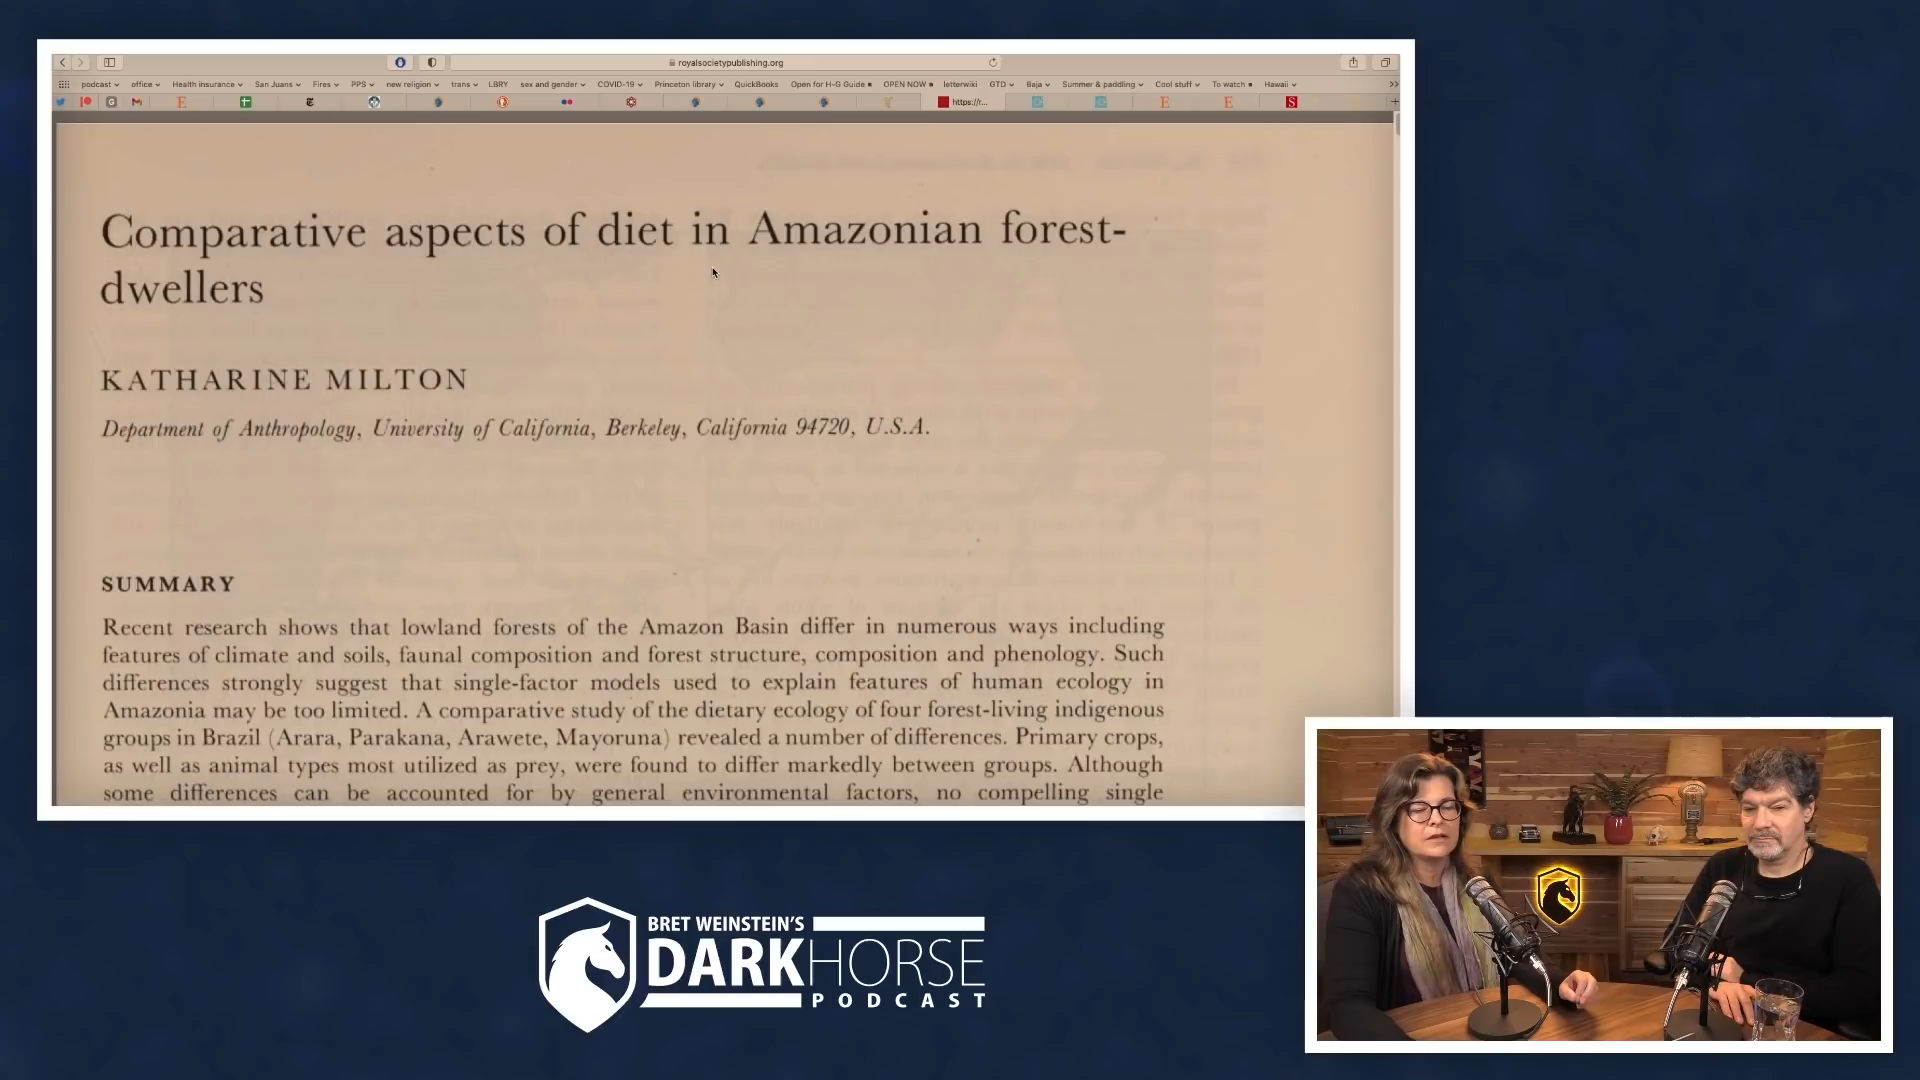 royalsocietypublishing.org
podcast office Health insurance San Juans Fires PPS new religion trans LBRY sex and gender COVID-19 Princeton library QuickBooks Open for H-G Guide OPEN NOW letterwiki GTD Baja Summer & paddling Cool stuff To watch Hawaii
https://r...
Comparative aspects of diet in Amazonian forest-
dwellers
KATHARINE MILTON
Department of Anthropology, University of California, Berkeley, California 94720, U.S.A.
SUMMARY
Recent research shows that lowland forests of the Amazon Basin differ in numerous ways including
features of climate and soils, faunal composition and forest structure, composition and phenology. Such
differences strongly suggest that single-factor models used to explain features of human ecology in
Amazonia may be too limited. A comparative study of the dietary ecology of four forest-living indigenous
groups in Brazil (Arara, Parakana, Arawete, Mayoruna) revealed a number of differences. Primary crops,
as well as animal types most utilized as prey, were found to differ markedly between groups. Although
some differences can be accounted for by general environmental factors, no compelling single
BRET WEINSTEIN'S
DARKHORSE
PODCAST